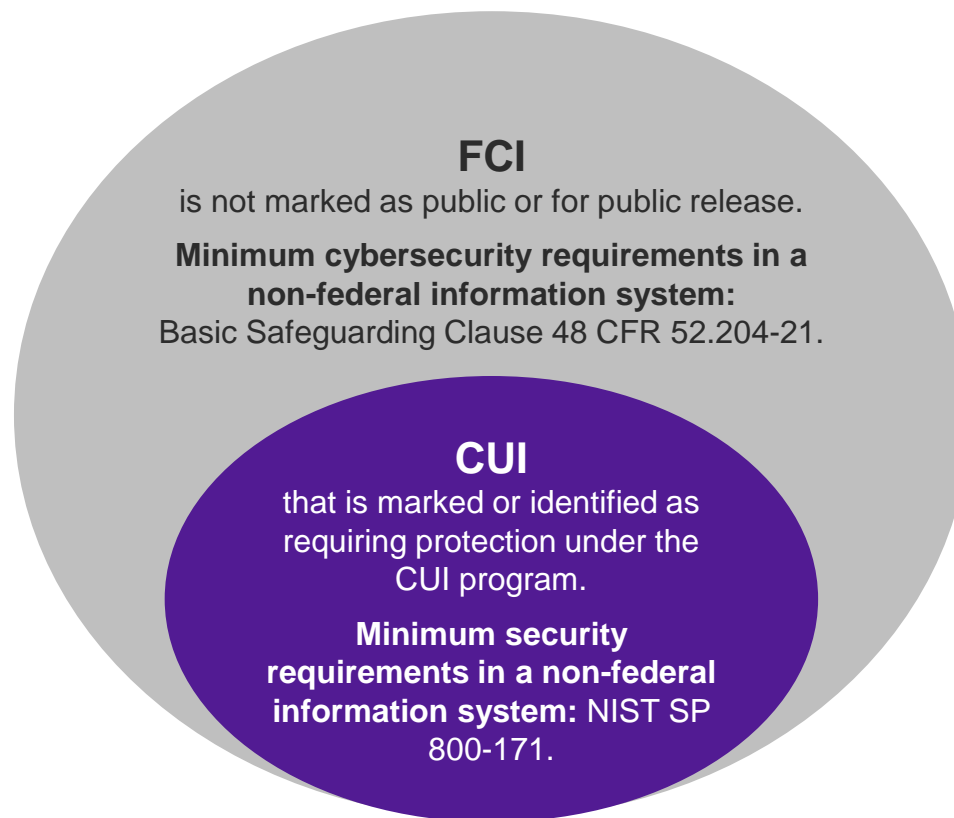 FCI
is not marked as public or for public release.
Minimum cybersecurity requirements in a
non-federal information system:
Basic Safeguarding Clause 48 CFR 52.204-21.
CUI
that is marked or identified as
requiring protection under the
CUI program.
Minimum security
requirements in a non-federal
information system: NIST SP
800-171.